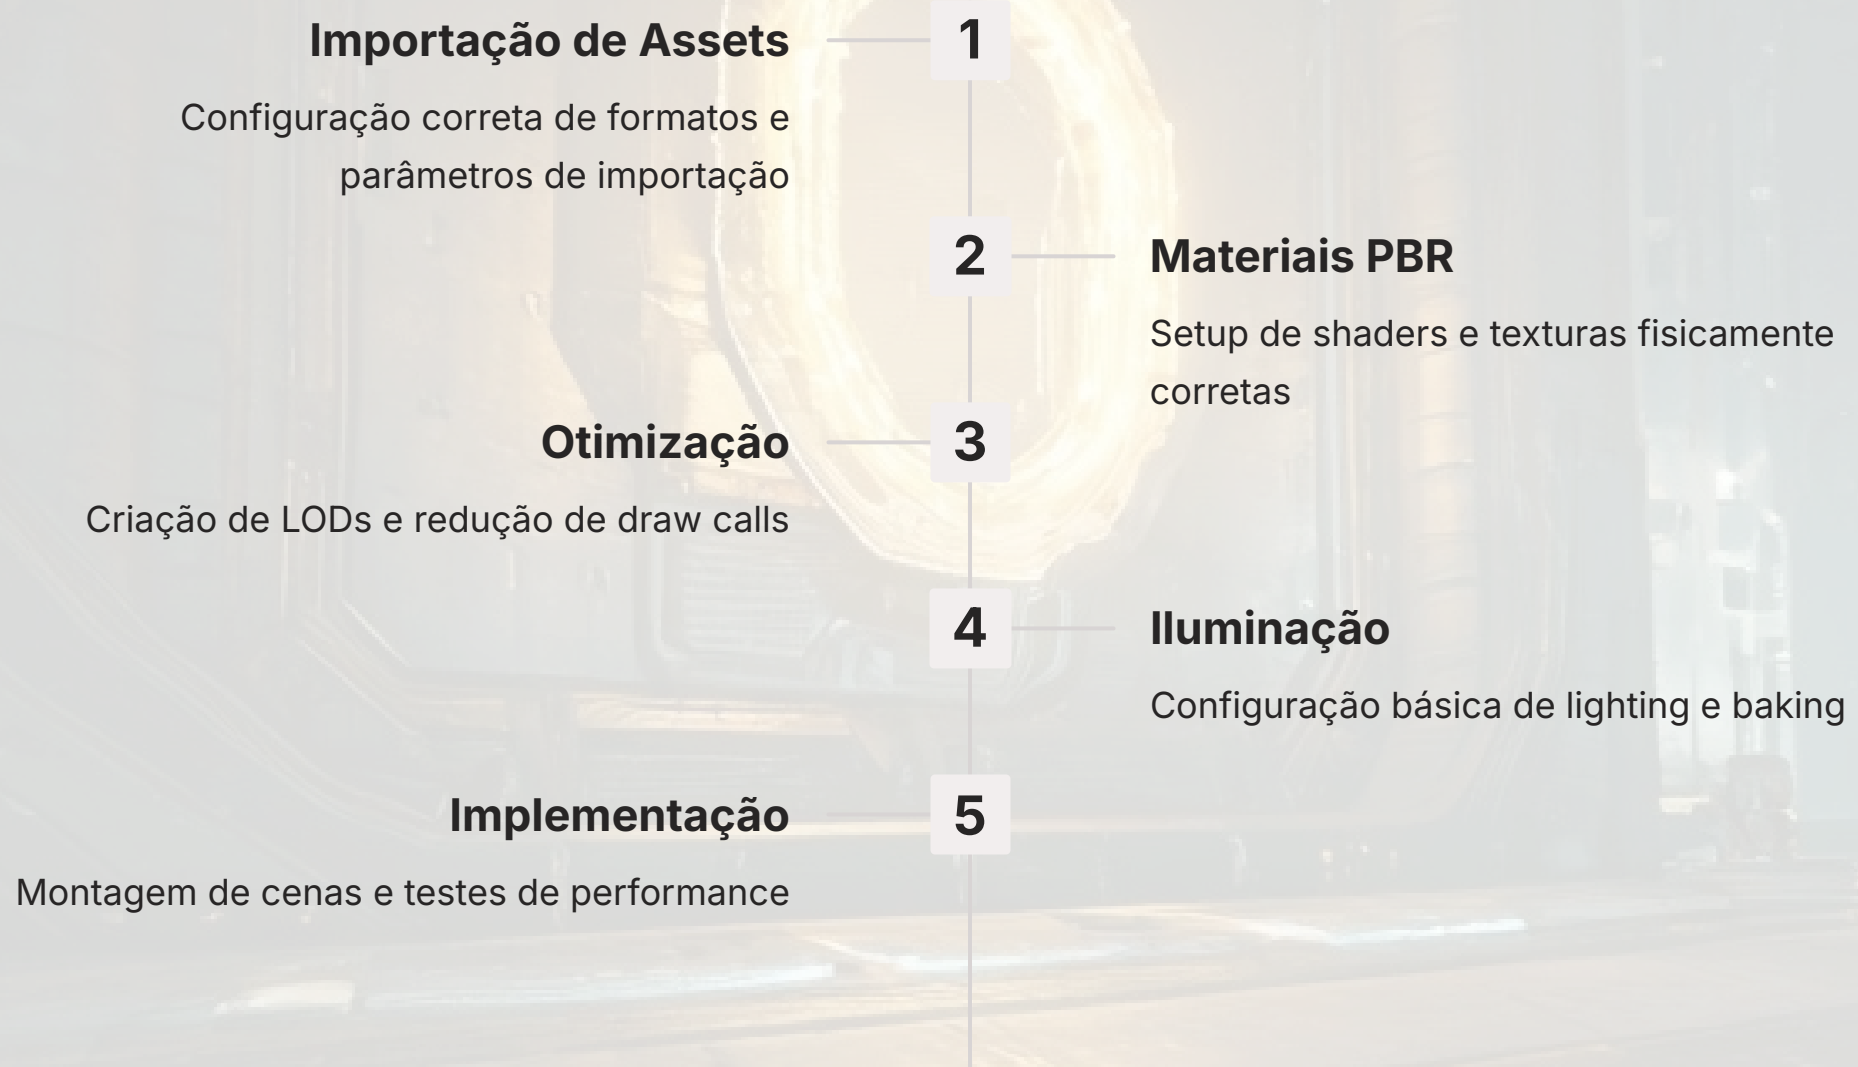 Importação de Assets
1
Configuração correta de formatos e
parâmetros de importação
2
Materiais PBR
Setup de shaders e texturas fisicamente
corretas
Otimização
3
Criação de LODs e redução de draw calls
4
Iluminação
Configuração básica de lighting e baking
Implementação
5
Montagem de cenas e testes de performance